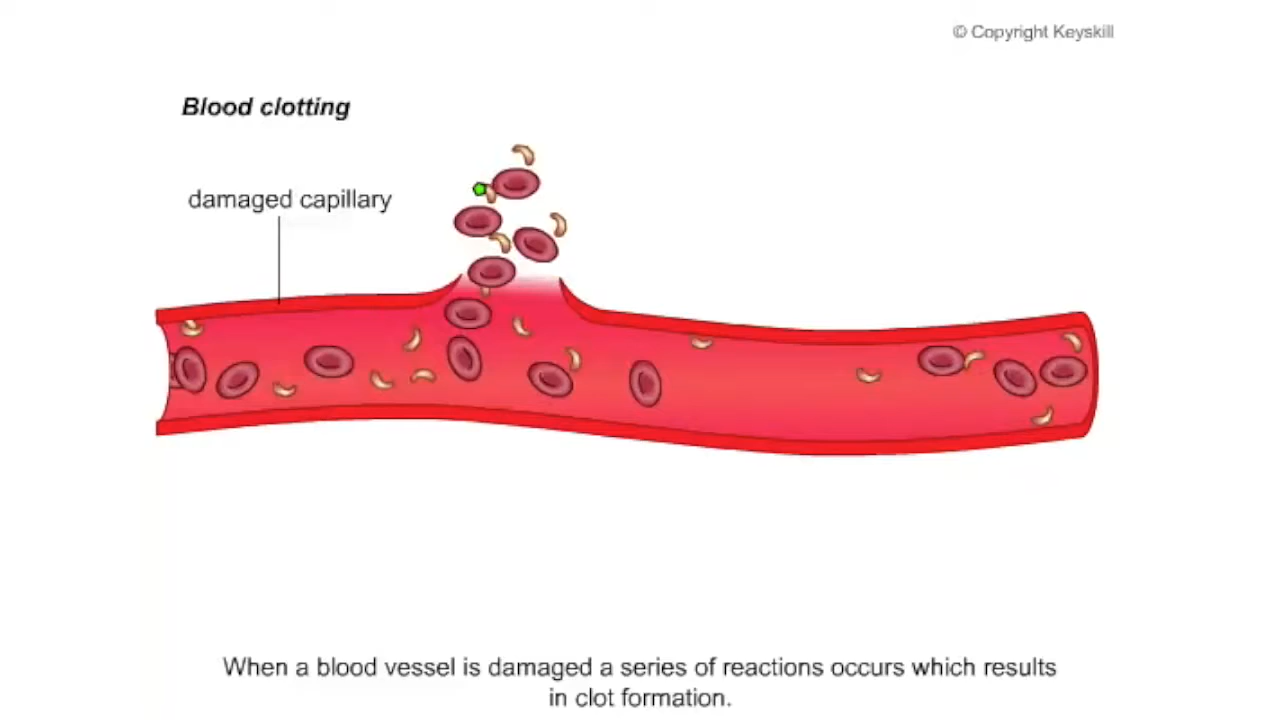 © Copyright Keyskill
Blood clotting
damaged capillary
When a blood vessel is damaged a series of reactions occurs which results
in clot formation.